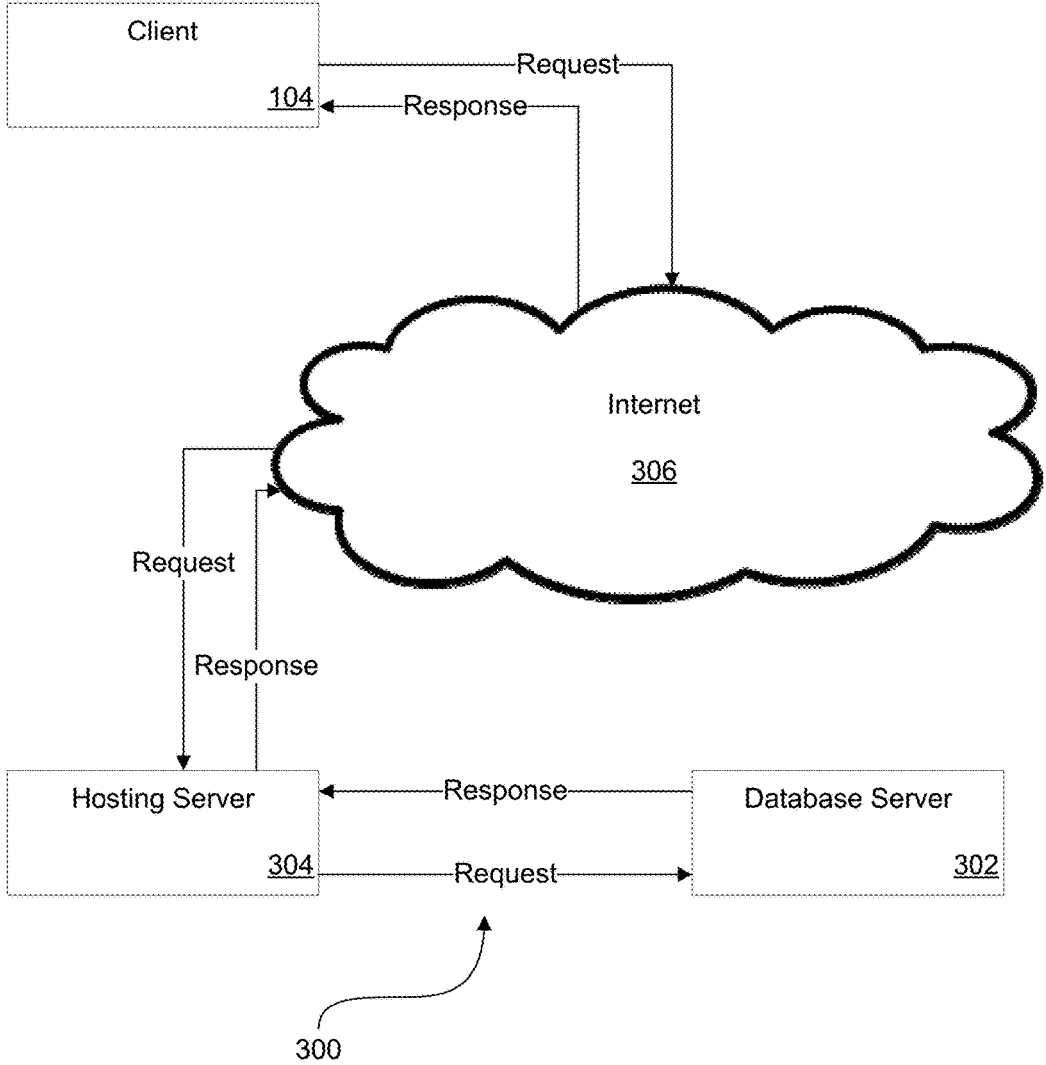 Client
104
Request
Response
Internet
306
Request
Response
Hosting Server
304
Response
Request
Database Server
302
300